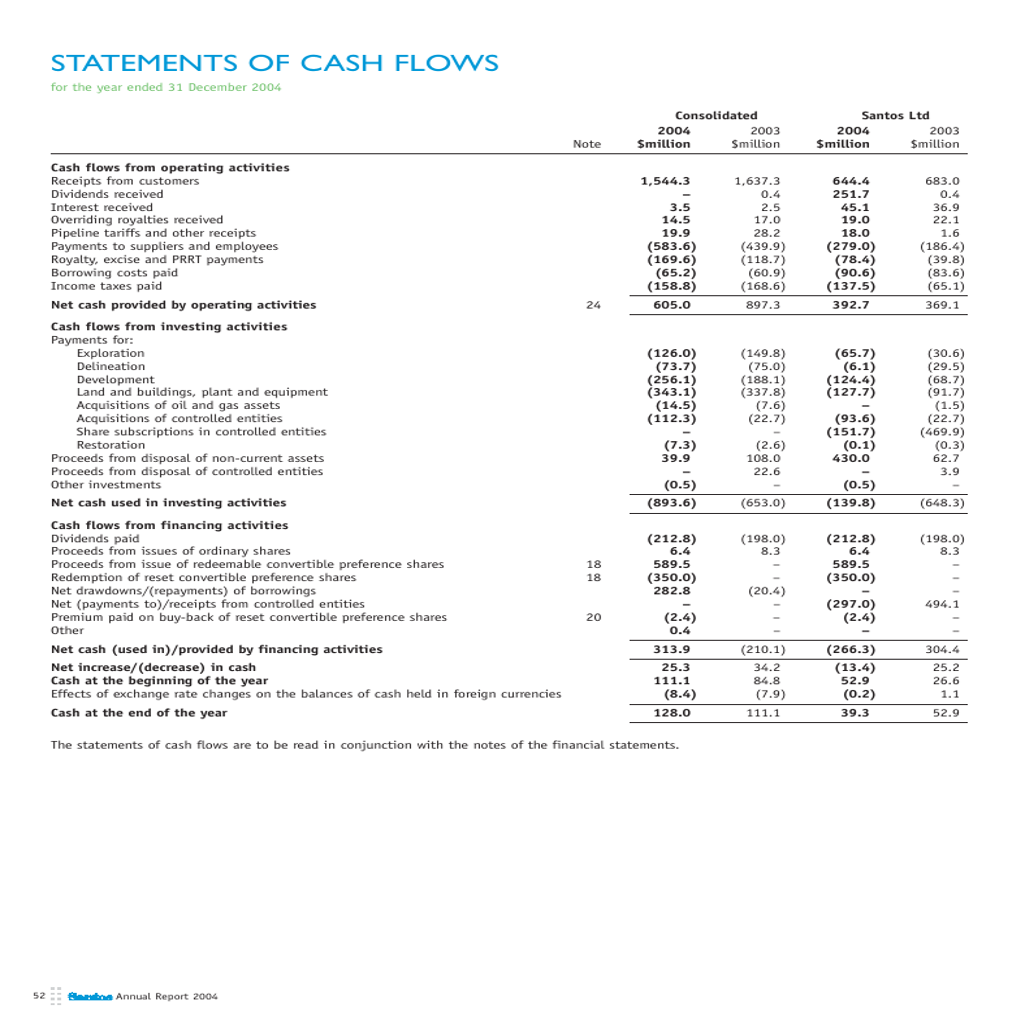 STATEMENTS OF CASH FLOWS
for the year ended 31 December 2004
Consolidated Santos Ltd
2004 2003 2004 2003
Note $million $million $million $million
Cash flows from operating activities
Receipts from customers 1,544.3 1,637.3 644.4 683.0
Dividends received – 0.4 251.7 0.4
Interest received 3.5 2.5 45.1 36.9
Overriding royalties received 14.5 17.0 19.0 22.1
Pipeline tariffs and other receipts 19.9 28.2 18.0 1.6
Payments to suppliers and employees (583.6) (439.9) (279.0) (186.4)
Royalty, excise and PRRT payments (169.6) (118.7) (78.4) (39.8)
Borrowing costs paid (65.2) (60.9) (90.6) (83.6)
Income taxes paid (158.8) (168.6) (137.5) (65.1)
Net cash provided by operating activities 24 605.0 897.3 392.7 369.1
Cash flows from investing activities
Payments for:
Exploration (126.0) (149.8) (65.7) (30.6)
Delineation (73.7) (75.0) (6.1) (29.5)
Development (256.1) (188.1) (124.4) (68.7)
Land and buildings, plant and equipment (343.1) (337.8) (127.7) (91.7)
Acquisitions of oil and gas assets (14.5) (7.6) – (1.5)
Acquisitions of controlled entities (112.3) (22.7) (93.6) (22.7)
Share subscriptions in controlled entities – – (151.7) (469.9)
Restoration (7.3) (2.6) (0.1) (0.3)
Proceeds from disposal of non-current assets 39.9 108.0 430.0 62.7
Proceeds from disposal of controlled entities – 22.6 – 3.9
Other investments (0.5) – (0.5) –
Net cash used in investing activities (893.6) (653.0) (139.8) (648.3)
Cash flows from financing activities
Dividends paid (212.8) (198.0) (212.8) (198.0)
Proceeds from issues of ordinary shares 6.4 8.3 6.4 8.3
Proceeds from issue of redeemable convertible preference shares 18 589.5 – 589.5 –
Redemption of reset convertible preference shares 18 (350.0) – (350.0) –
Net drawdowns/(repayments) of borrowings 282.8 (20.4) – –
Net (payments to)/receipts from controlled entities – – (297.0) 494.1
Premium paid on buy-back of reset convertible preference shares 20 (2.4) – (2.4) –
Other 0.4 – – –
Net cash (used in)/provided by financing activities 313.9 (210.1) (266.3) 304.4
Net increase/(decrease) in cash 25.3 34.2 (13.4) 25.2
Cash at the beginning of the year 111.1 84.8 52.9 26.6
Effects of exchange rate changes on the balances of cash held in foreign currencies (8.4) (7.9) (0.2) 1.1
Cash at the end of the year 128.0 111.1 39.3 52.9
The statements of cash flows are to be read in conjunction with the notes of the financial statements.
52 Santos Annual Report 2004